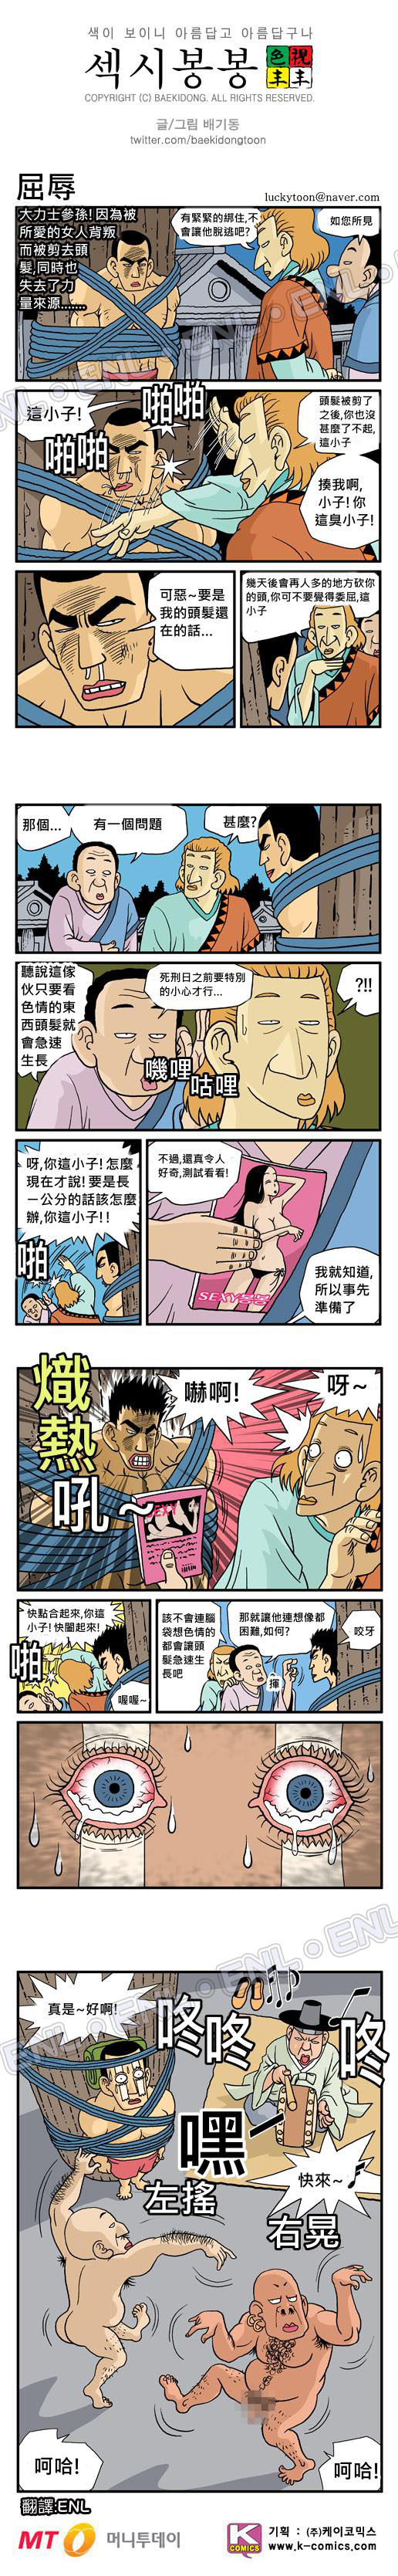 색이 보이니 아름답고 아름답구나
섹시봉봉
色視丰丰
COPYRIGHT (C) BAEKIDONG. ALL RIGHTS RESERVED.
글/그림 배기동
twitter.com/baekidongtoon
屈辱
luckytoon@naver.com
大力士參孫!因為被
所愛的女人背叛
而被剪去頭
髮,同時也
失去了力
量來源......
有緊緊的綁住,不
會讓他脫逃吧?
如您所見
這小子!
啪啪
啪啪
頭髮被剪了
之後,你也沒
甚麼了不起,
這小子
揍我啊,
小子!你
這臭小子!
可惡~要是
我的頭髮還
在的話...
幾天後會再人多的地方砍你
的頭,你可不要覺得委屈,這
小子
那個...
有一個問題
甚麼?
聽說這傢
伙只要看
色情的東
西頭髮就
會急速
生長
死刑日之前要特別
的小心才行...
?!!
嘰哩
咕哩
呀,你這小子!怎麼
現在才說!要是長
一公分的話該怎麼
辦,你這小子!!
啪
不過,還真令人
好奇,測試看看!
SEXY봉봉
我就知道,
所以事先
準備了
熾熱
吼~
嚇啊!
呀~
SEXY
快點合起來,你這
小子!快闔起來!
啪
喔喔~
該不會連腦
袋想色情的
都會讓頭
髮急速生
長吧
那就讓他連想像都
困難,如何?
揮
咬牙
真是~好啊!
咚咚
咚
嘿—
快來~
左搖
右晃
呵哈!
呵哈!
翻譯:ENL
MTO 머니투데이
K COMICS
기획 : (주)케이코믹스
www.k-comics.com
ENL•ENL
ENL•ENL